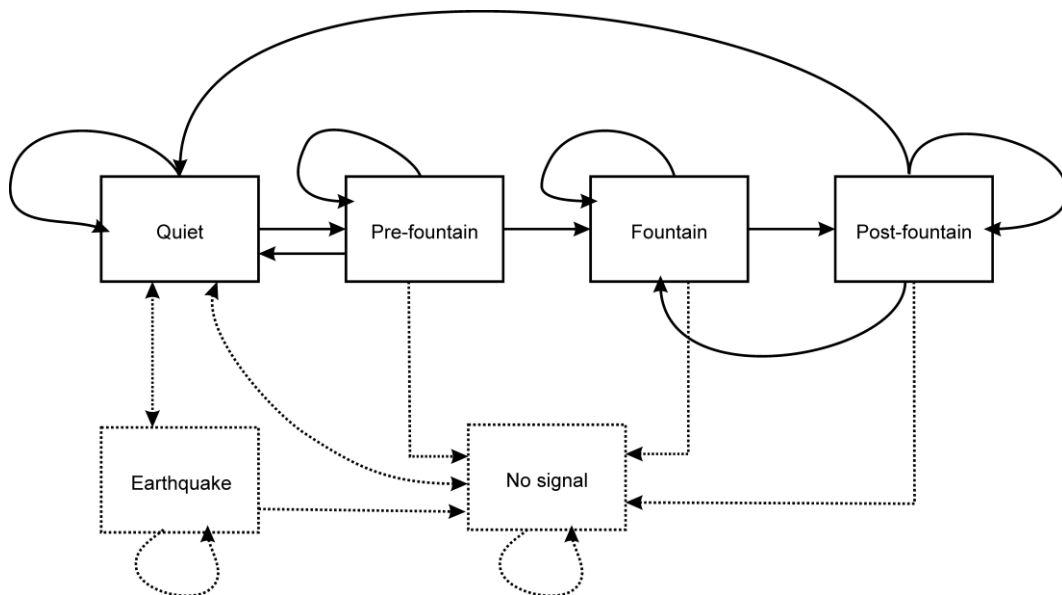 Quiet
Pre-fountain
Fountain
Post-fountain
Earthquake
No signal